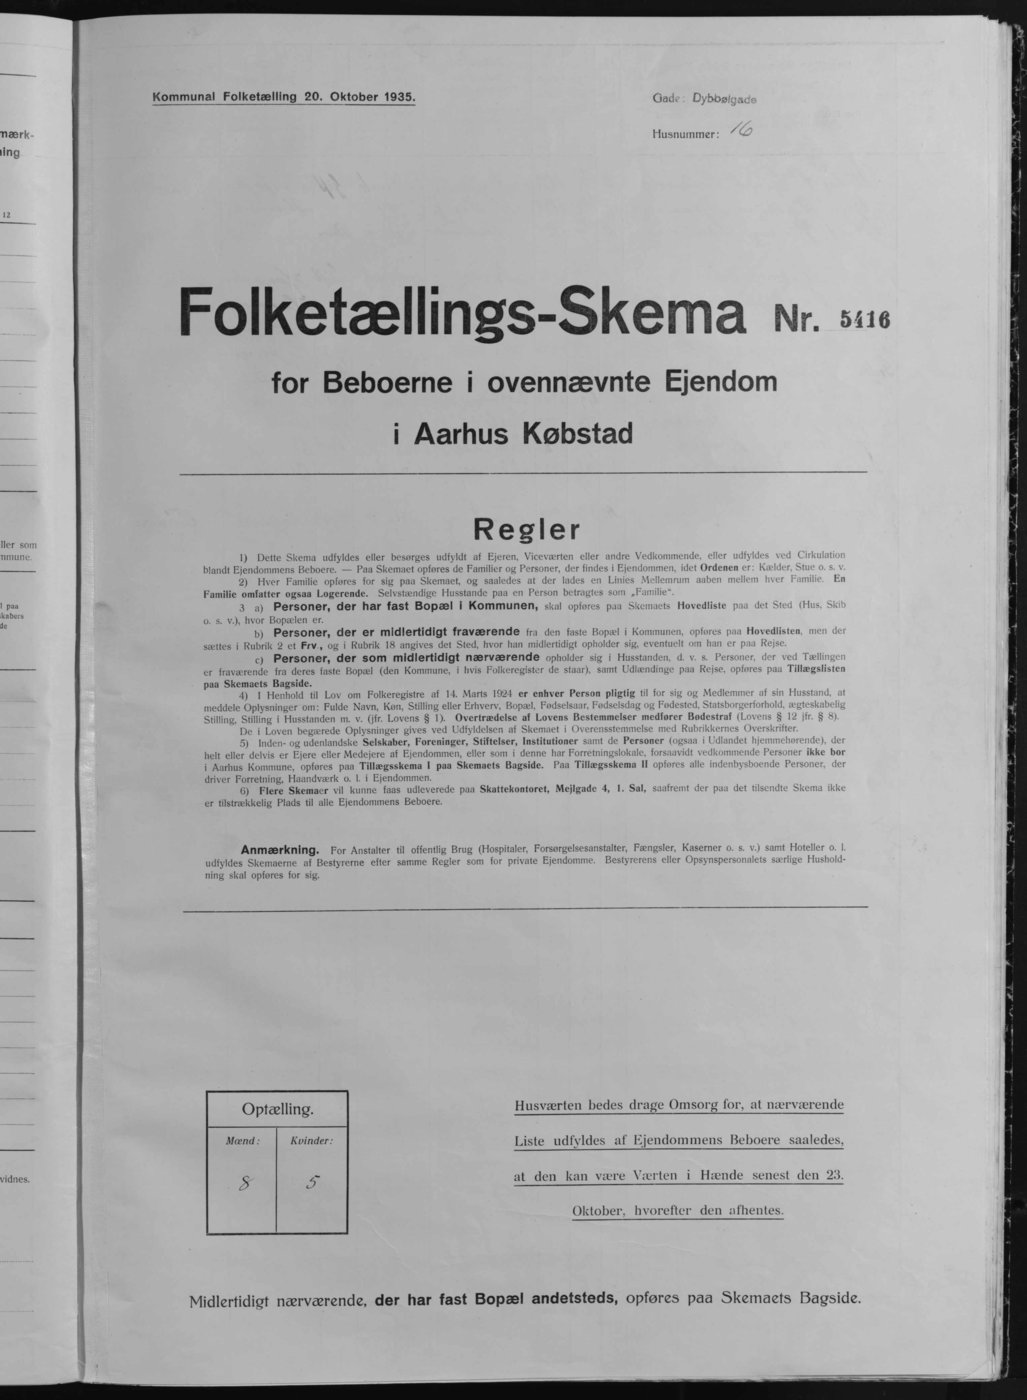 mærk-
ning
12
ller som
mmune.
l paa
skabers
de
vidnes.
Kommunal Folketælling 20. Oktober 1935.
Gade: Dybbølgade
Husnummer: 16
Folketællings-Skema Nr. 5416
for Beboerne i ovennævnte Ejendom
i Aarhus Købstad
Regler
1) Dette Skema udfyldes eller besørges udfyldt af Ejeren, Viceværten eller andre Vedkommende, eller udfyldes ved Cirkulation
blandt Ejendommens Beboere. — Paa Skemaet opføres de Familier og Personer, der findes i Ejendommen, idet Ordenen er: Kælder, Stue o. s. v.
2) Hver Familie opføres for sig paa Skemaet, og saaledes at der lades en Linies Mellemrum aaben mellem hver Familie. En
Familie omfatter ogsaa Logerende. Selvstændige Husstande paa en Person betragtes som „Familie“.
3 a) Personer, der har fast Bopæl i Kommunen, skal opføres paa Skemaets Hovedliste paa det Sted (Hus, Skib
o. s. v.), hvor Bopælen er.
b) Personer, der er midlertidigt fraværende fra den faste Bopæl i Kommunen, opføres paa Hovedlisten, men der
sættes i Rubrik 2 et Frv., og i Rubrik 18 angives det Sted, hvor han midlertidigt opholder sig, eventuelt om han er paa Rejse.
c) Personer, der som midlertidigt nærværende opholder sig i Husstanden, d. v. s. Personer, der ved Tællingen
er fraværende fra deres faste Bopæl (den Kommune, i hvis Folkeregister de staar), samt Udlændinge paa Rejse, opføres paa Tillægslisten
paa Skemaets Bagside.
4) I Henhold til Lov om Folkeregistre af 14. Marts 1924 er enhver Person pligtig til for sig og Medlemmer af sin Husstand, at
meddele Oplysninger om: Fulde Navn, Køn, Stilling eller Erhverv, Bopæl, Fødselsaar, Fødselsdag og Fødested, Statsborgerforhold, ægteskabelig
Stilling, Stilling i Husstanden m. v. (jfr. Lovens § 1). Overtrædelse af Lovens Bestemmelser medfører Bødestraf (Lovens § 12 jfr. § 8).
De i Loven begærede Oplysninger gives ved Udfyldelsen af Skemaet i Overensstemmelse med Rubrikkernes Overskrifter.
5) Inden- og udenlandske Selskaber, Foreninger, Stiftelser, Institutioner samt de Personer (ogsaa i Udlandet hjemmehørende), der
helt eller delvis er Ejere eller Medejere af Ejendommen, eller som i denne har Forretningslokale, forsaavidt vedkommende Personer ikke bor
i Aarhus Kommune, opføres paa Tillægsskema I paa Skemaets Bagside. Paa Tillægsskema II opføres alle indenbysboende Personer, der
driver Forretning, Haandværk o. l. i Ejendommen.
6) Flere Skemaer vil kunne faas udleverede paa Skattekontoret, Mejlgade 4, 1. Sal, saafremt der paa det tilsendte Skema ikke
er tilstrækkelig Plads til alle Ejendommens Beboere.
Anmærkning. For Anstalter til offentlig Brug (Hospitaler, Forsørgelsesanstalter, Fængsler, Kaserner o. s. v.) samt Hoteller o. l.
udfyldes Skemaerne af Bestyrerne efter samme Regler som for private Ejendomme. Bestyrerens eller Opsynspersonalets særlige Hushold-
ning skal opføres for sig.
Optælling.
Mænd: Kvinder:
8 5
Husværten bedes drage Omsorg for, at nærværende
Liste udfyldes af Ejendommens Beboere saaledes,
at den kan være Værten i Hænde senest den 23.
Oktober, hvorefter den afhentes.
Midlertidigt nærværende, der har fast Bopæl andetsteds, opføres paa Skemaets Bagside.